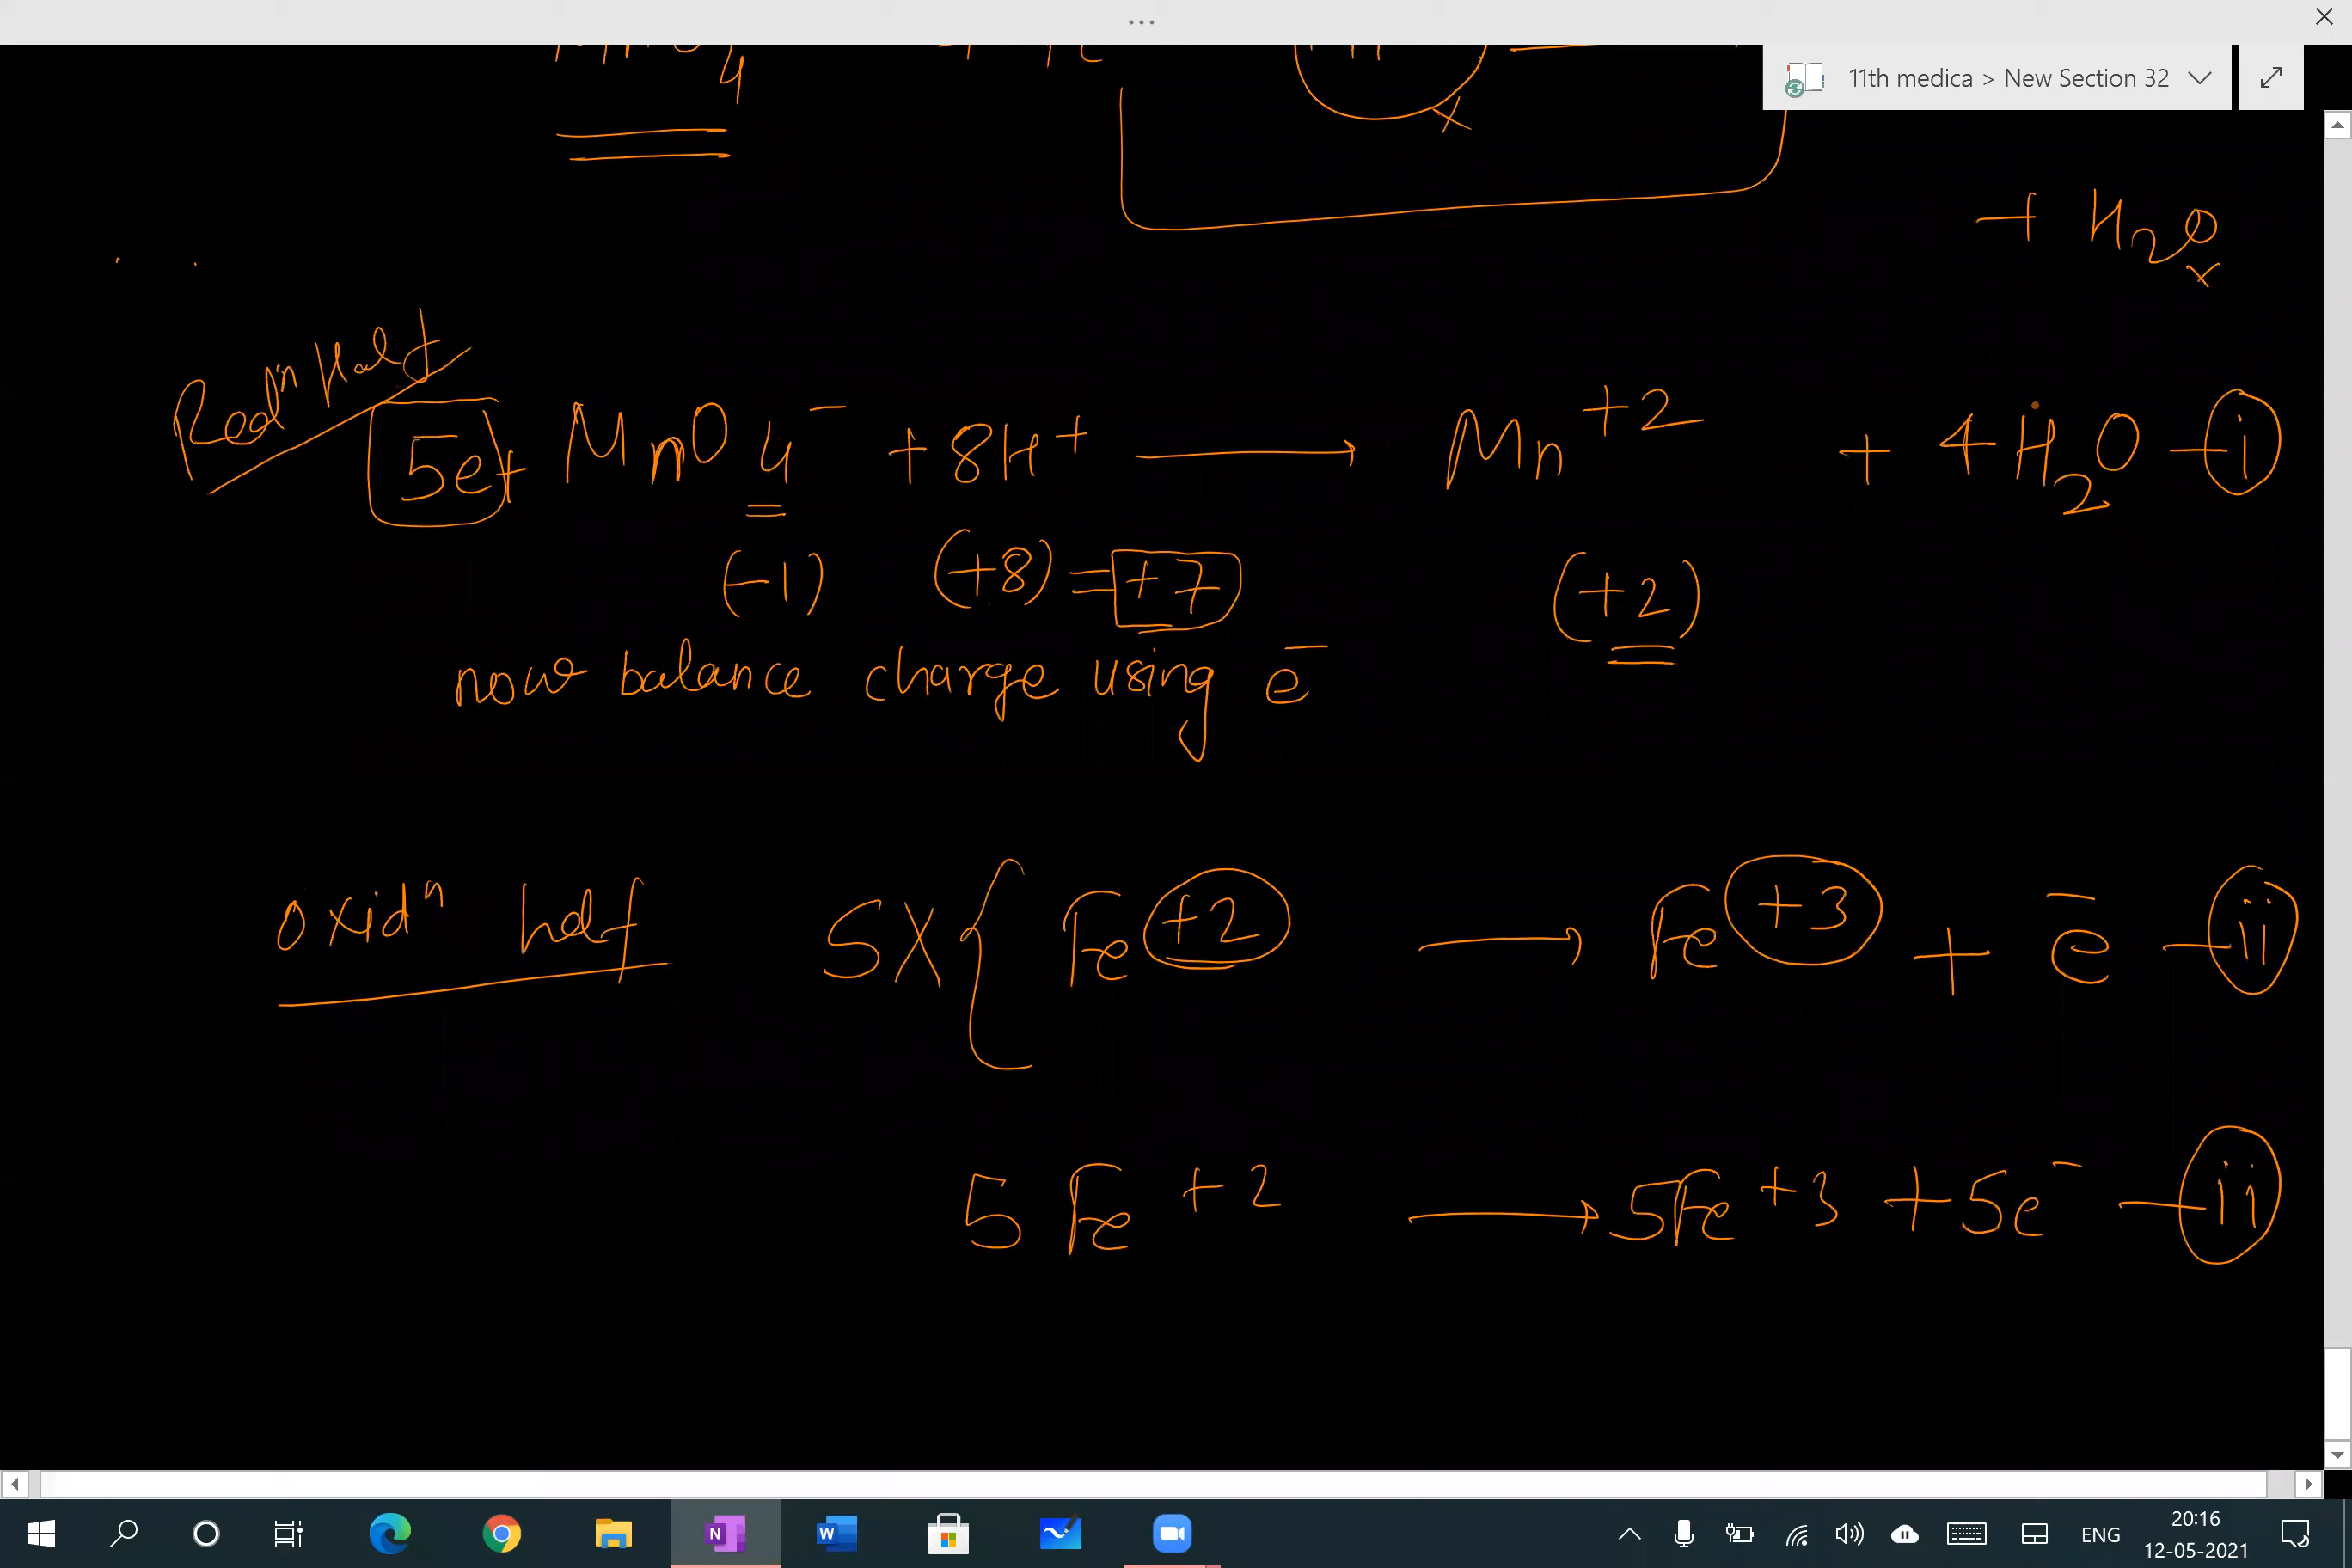 11th medica > New Section 32
+ H2O
Redⁿ Half
5e+ MnO4⁻ + 8H⁺ ⟶ Mn⁺² + 4H2O – i
(-1) (+8) = +7 (+2)
now balance charge using e⁻
oxidⁿ half 5X { Fe⁺² ⟶ Fe⁺³ + e⁻ – ii
5 Fe⁺² ⟶ 5Fe⁺³ + 5e⁻ – ii
ENG
20:16
12-05-2021